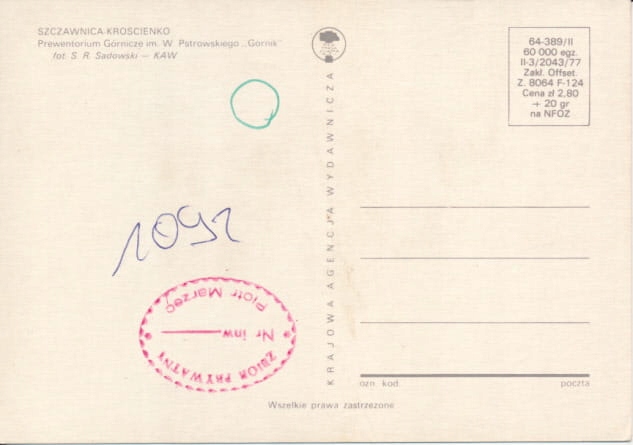 SZCZAWNICA-KROŚCIENKO
Prewentorium Górnicze im. W. Pstrowskiego „Górnik”
fot. S. R. Sadowski — KAW
64-389/II
60 000 egz.
II-3/2043/77
Zakł. Offset.
Z. 8064 F-124
Cena zł 2,80
+ 20 gr
na NFOZ
KRAJOWA AGENCJA WYDAWNICZA
1092
ZBIÓR PRYWATNY
Nr inw.
Piotr Marzec
ozn. kod.
poczta
Wszelkie prawa zastrzeżone